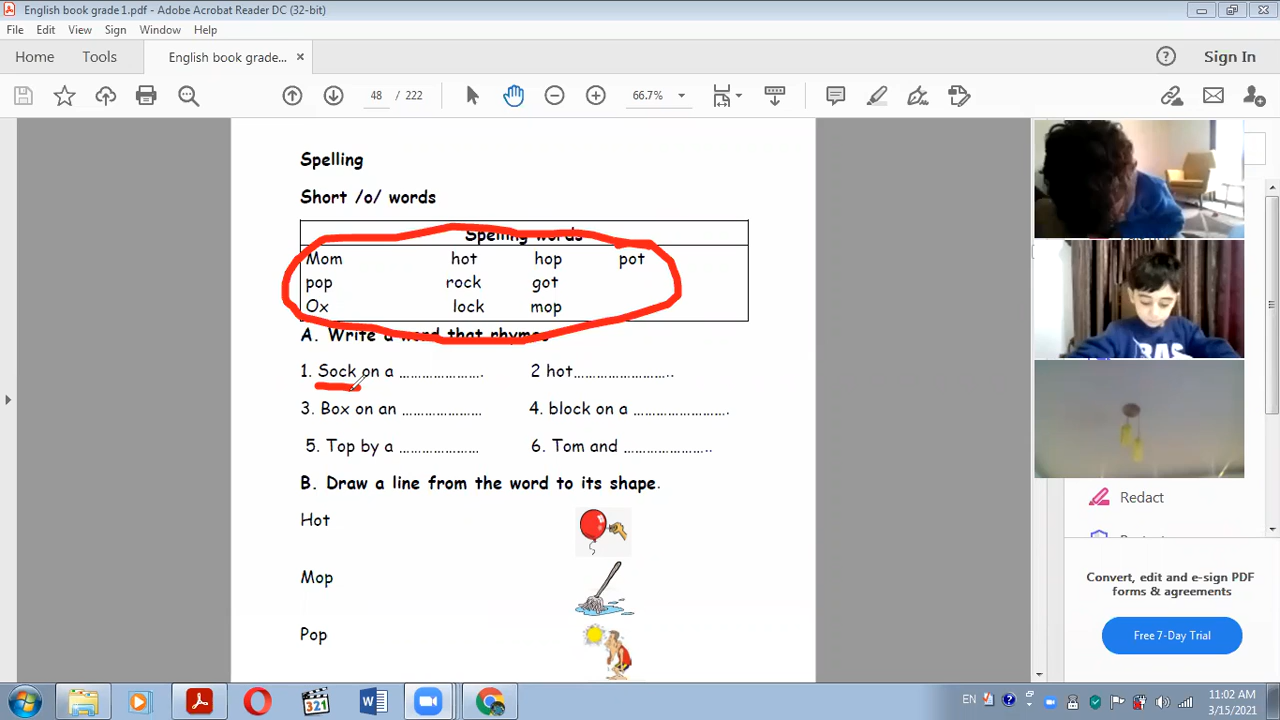 English book grade 1.pdf - Adobe Acrobat Reader DC (32-bit)
File Edit View Sign Window Help
Home Tools English book grade... × Sign In
48 / 222 66.7%
Spelling
Short /o/ words
Spelling words
Mom hot hop pot
pop rock got
Ox lock mop
A. Write a word that rhymes
1. Sock on a ………………….
2 hot……………………..
3. Box on an …………………
4. block on a …………………….
5. Top by a …………………
6. Tom and …………………..
B. Draw a line from the word to its shape.
Hot
Mop
Pop
BAS
Redact
Convert, edit and e-sign PDF
forms & agreements
Free 7-Day Trial
321
EN
11:02 AM
3/15/2021